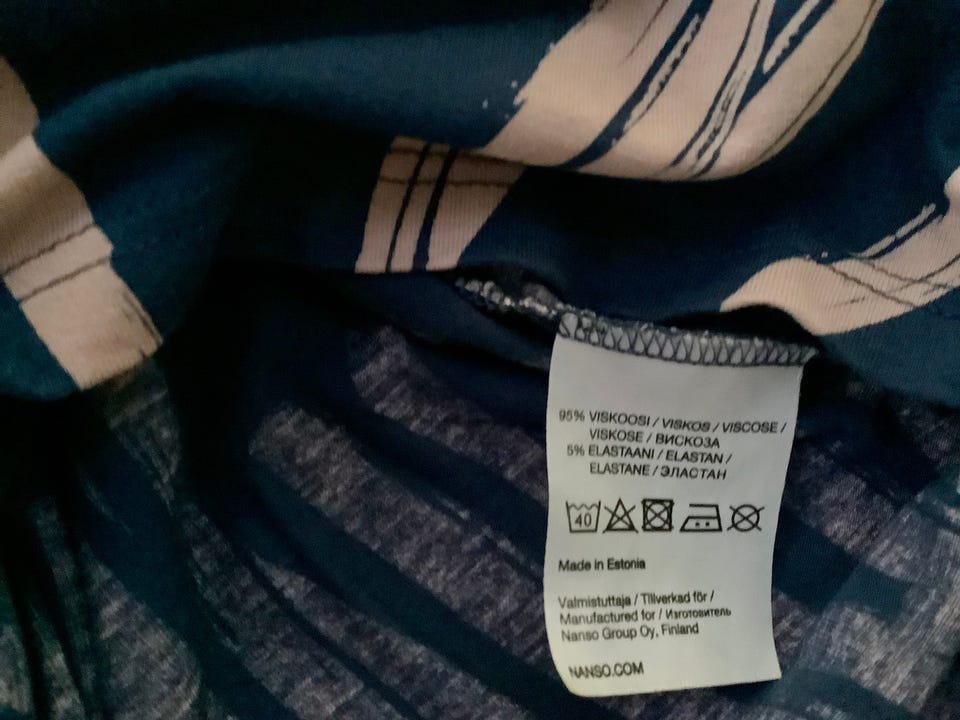 95% VISKOOSI / VISKOS / VISCOSE /
VISKOSE / ВИСКОЗА
5% ELASTAANI / ELASTAN /
ELASTANE / ЭЛАСТАН
40
Made in Estonia
Valmistuttaja / Tillverkad för /
Manufactured for / Изготовитель
Nanso Group Oy, Finland
NANSO.COM